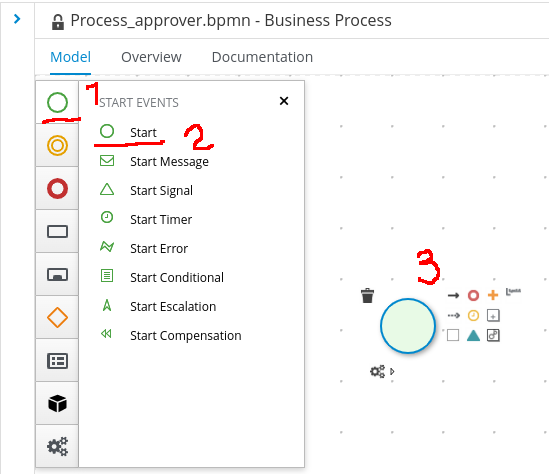 Process_approver.bpmn - Business Process
Model Overview Documentation
1
START EVENTS
Start
2
Start Message
Start Signal
Start Timer
Start Error
Start Conditional
Start Escalation
Start Compensation
3